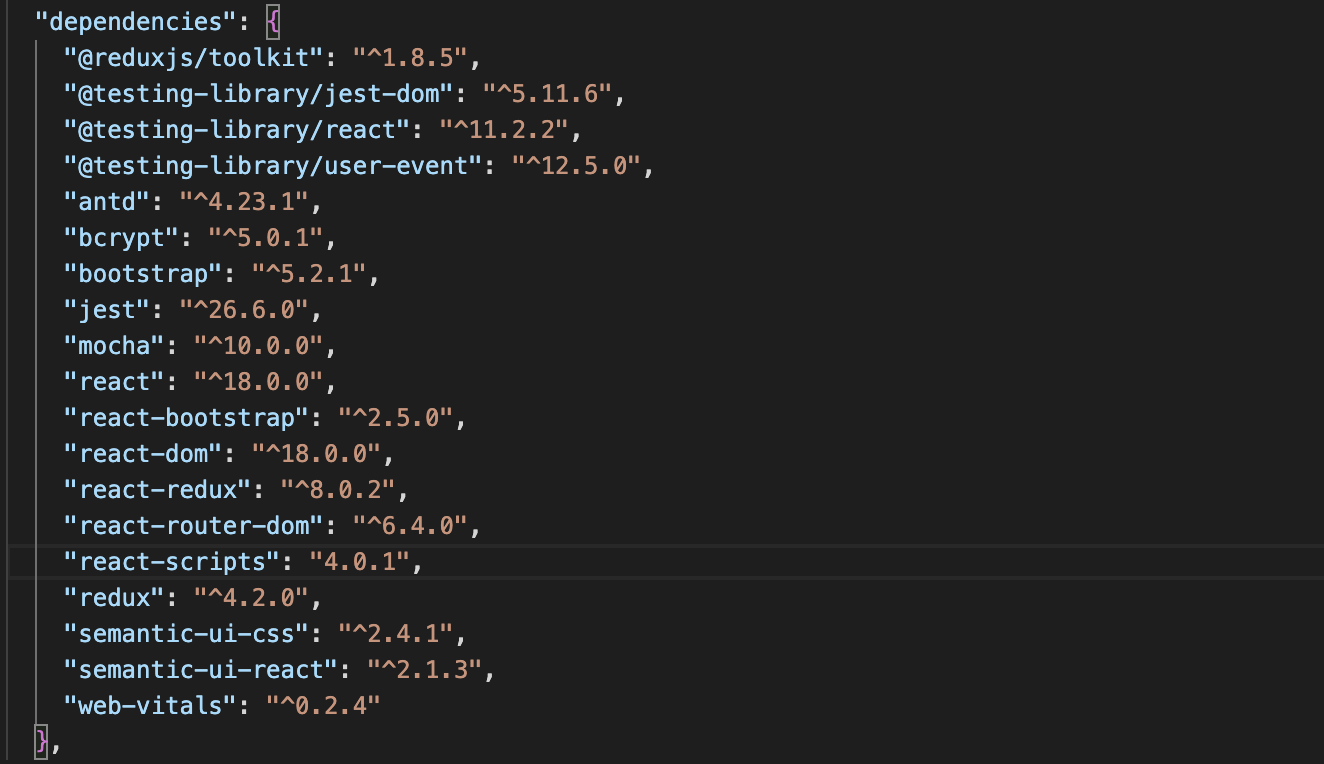 "dependencies": {
"@reduxjs/toolkit": "^1.8.5",
"@testing-library/jest-dom": "^5.11.6",
"@testing-library/react": "^11.2.2",
"@testing-library/user-event": "^12.5.0",
"antd": "^4.23.1",
"bcrypt": "^5.0.1",
"bootstrap": "^5.2.1",
"jest": "^26.6.0",
"mocha": "^10.0.0",
"react": "^18.0.0",
"react-bootstrap": "^2.5.0",
"react-dom": "^18.0.0",
"react-redux": "^8.0.2",
"react-router-dom": "^6.4.0",
"react-scripts": "4.0.1",
"redux": "^4.2.0",
"semantic-ui-css": "^2.4.1",
"semantic-ui-react": "^2.1.3",
"web-vitals": "^0.2.4"
},